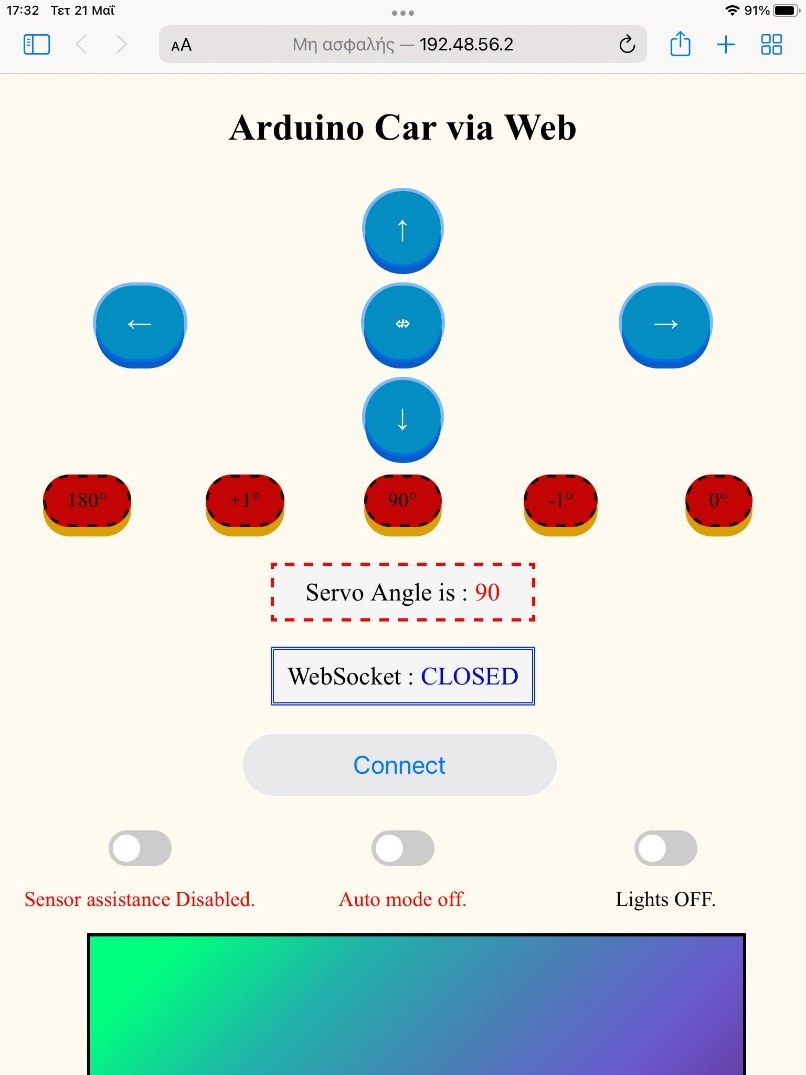 17:32 Τετ 21 Μαΐ
91%
AA
Μη ασφαλής — 192.48.56.2
Arduino Car via Web
↑
←
→
↓
180°
+1°
90°
-1°
0°
Servo Angle is : 90
WebSocket : CLOSED
Connect
Sensor assistance Disabled.
Auto mode off.
Lights OFF.